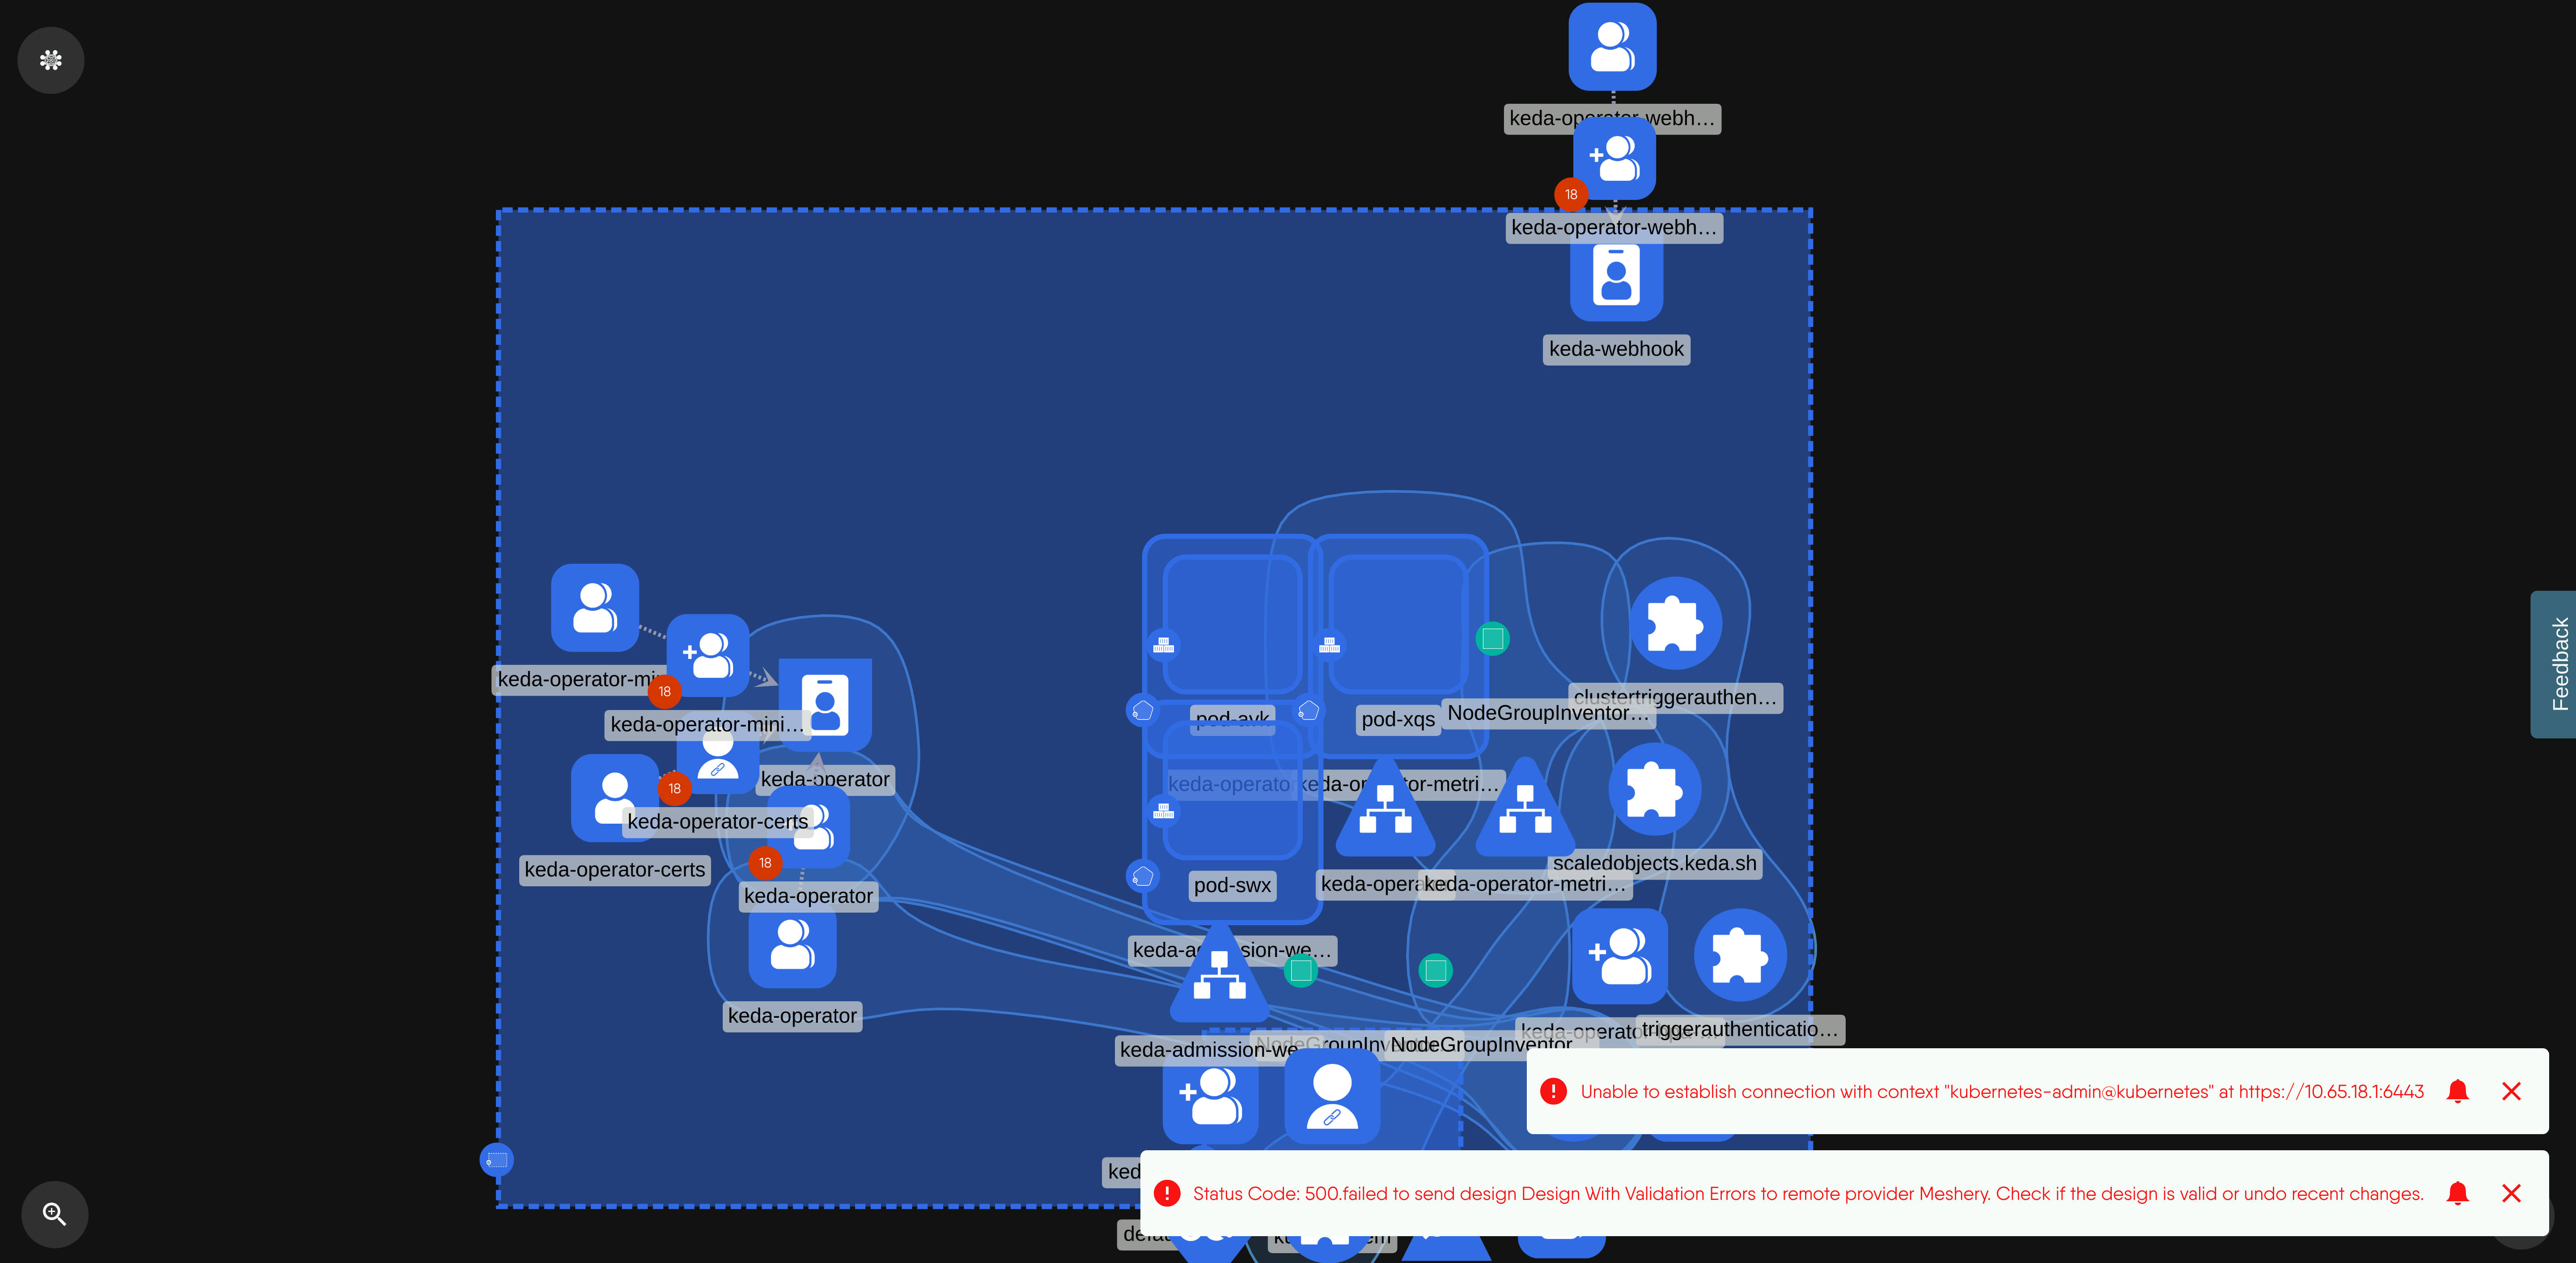 keda-operator-webh…
18
keda-operator-webh…
keda-webhook
keda-operator-mi
18
keda-operator-mini…
keda-operator
18
keda-operator-certs
keda-operator-certs
18
keda-operator
keda-operator
pod-avk
pod-xqs
NodeGroupInventor…
clustertriggerauthen…
keda-operator
keda-operator-metri…
scaledobjects.keda.sh
pod-swx
keda-opera
keda-operator-metri…
keda-admission-we…
keda-admission-we
NodeGroupInventor
NodeGroupInventor
keda-operator
triggerauthenticatio…
Feedback
Unable to establish connection with context "kubernetes-admin@kubernetes" at https://10.65.18.1:6443
ked
Status Code: 500.failed to send design Design With Validation Errors to remote provider Meshery. Check if the design is valid or undo recent changes.